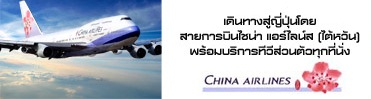 เดินทางสู่ญี่ปุ่นโดย
สายการบินไชน่า แอร์ไลน์ส (ไต้หวัน)
พร้อมบริการทีวีส่วนตัวทุกที่นั่ง
CHINA AIRLINES